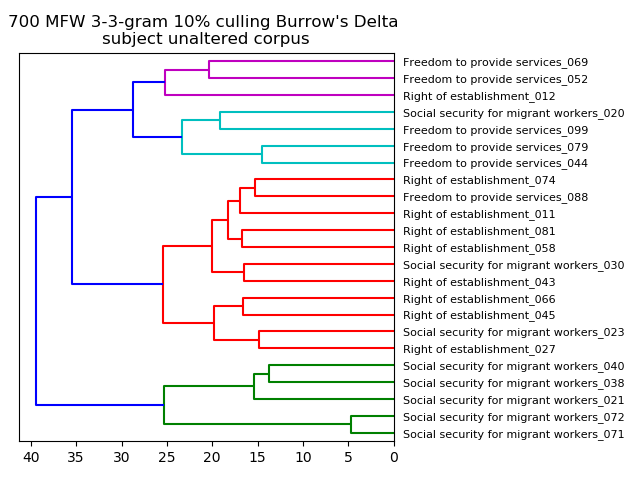 700 MFW 3-3-gram 10% culling Burrow's Delta
subject unaltered corpus
Freedom to provide services_069
Freedom to provide services_052
Right of establishment_012
Social security for migrant workers_020
Freedom to provide services_099
Freedom to provide services_079
Freedom to provide services_044
Right of establishment_074
Freedom to provide services_088
Right of establishment_011
Right of establishment_081
Right of establishment_058
Social security for migrant workers_030
Right of establishment_043
Right of establishment_066
Right of establishment_045
Social security for migrant workers_023
Right of establishment_027
Social security for migrant workers_040
Social security for migrant workers_038
Social security for migrant workers_021
Social security for migrant workers_072
Social security for migrant workers_071
40 35 30 25 20 15 10 5 0